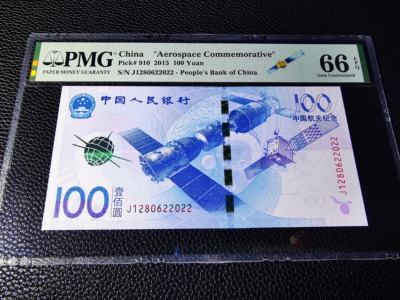 PMG
PAPER MONEY GUARANTY
China "Aerospace Commemorative"
Pick# 910 2015 100 Yuan
S/N J1280622022 - People's Bank of China
66 EPQ
Gem Uncirculated
中国人民银行
100
中国航天纪念
J1280622022
100 壹佰圆
J1280622022